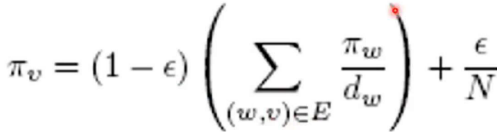 π_v = (1 − ϵ) ( ∑_{(w,v)∈E} π_w / d_w ) + ϵ / N